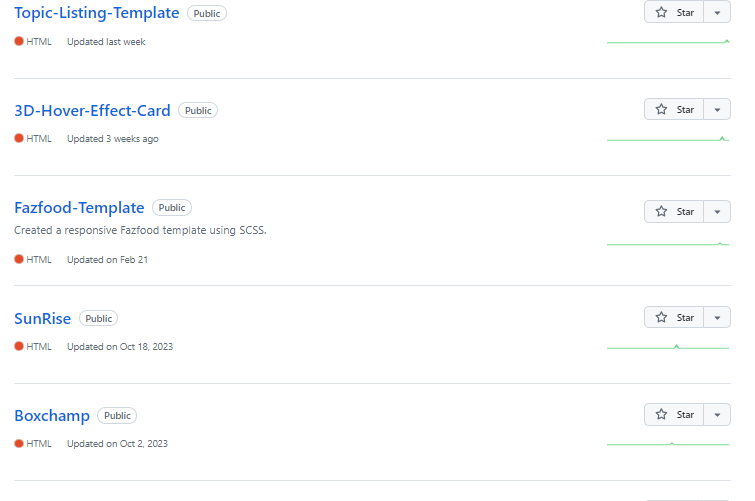 Topic-Listing-Template Public Star
HTML Updated last week
3D-Hover-Effect-Card Public Star
HTML Updated 3 weeks ago
Fazfood-Template Public Star
Created a responsive Fazfood template using SCSS.
HTML Updated on Feb 21
SunRise Public Star
HTML Updated on Oct 18, 2023
Boxchamp Public Star
HTML Updated on Oct 2, 2023